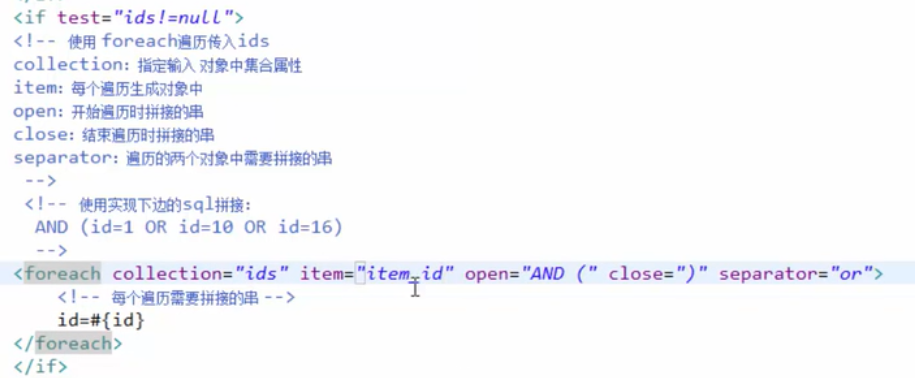 <if test="ids!=null">
<!-- 使用 foreach遍历传入ids
collection：指定输入 对象中集合属性
item：每个遍历生成对象中
open：开始遍历时拼接的串
close：结束遍历时拼接的串
separator：遍历的两个对象中需要拼接的串
-->
<!-- 使用实现下边的sql拼接：
AND (id=1 OR id=10 OR id=16)
-->
<foreach collection="ids" item="item_id" open="AND (" close=")" separator="or">
<!-- 每个遍历需要拼接的串 -->
id=#{id}
</foreach>
</if>